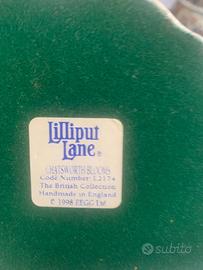 Lilliput
Lane®
CHATSWORTH BLOOMS
Code Number: L2174
The British Collection
Handmade in England
© 1998 EEGG Ltd
subito